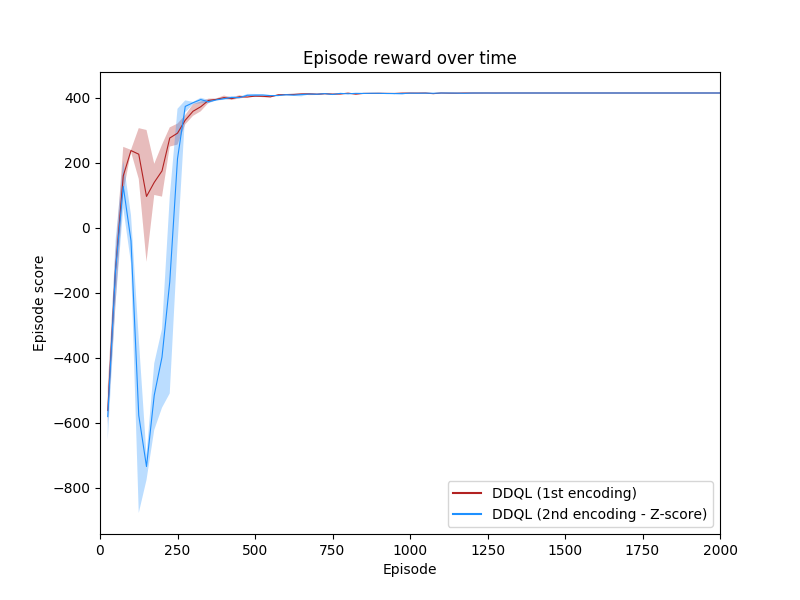 Episode reward over time
Episode score
400
200
0
−200
−400
−600
−800
DDQL (1st encoding)
DDQL (2nd encoding - Z-score)
0 250 500 750 1000 1250 1500 1750 2000
Episode